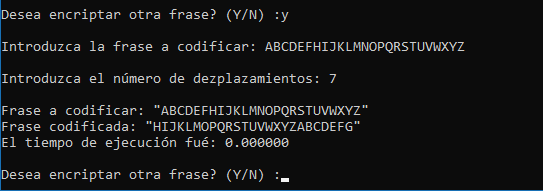 Desea encriptar otra frase? (Y/N) :y
Introduzca la frase a codificar: ABCDEFHIJKLMNOPQRSTUVWXYZ
Introduzca el número de dezplazamientos: 7
Frase a codificar: "ABCDEFHIJKLMNOPQRSTUVWXYZ"
Frase codificada: "HIJKLMOPQRSTUVWXYZABCDEFG"
El tiempo de ejecución fué: 0.000000
Desea encriptar otra frase? (Y/N) :